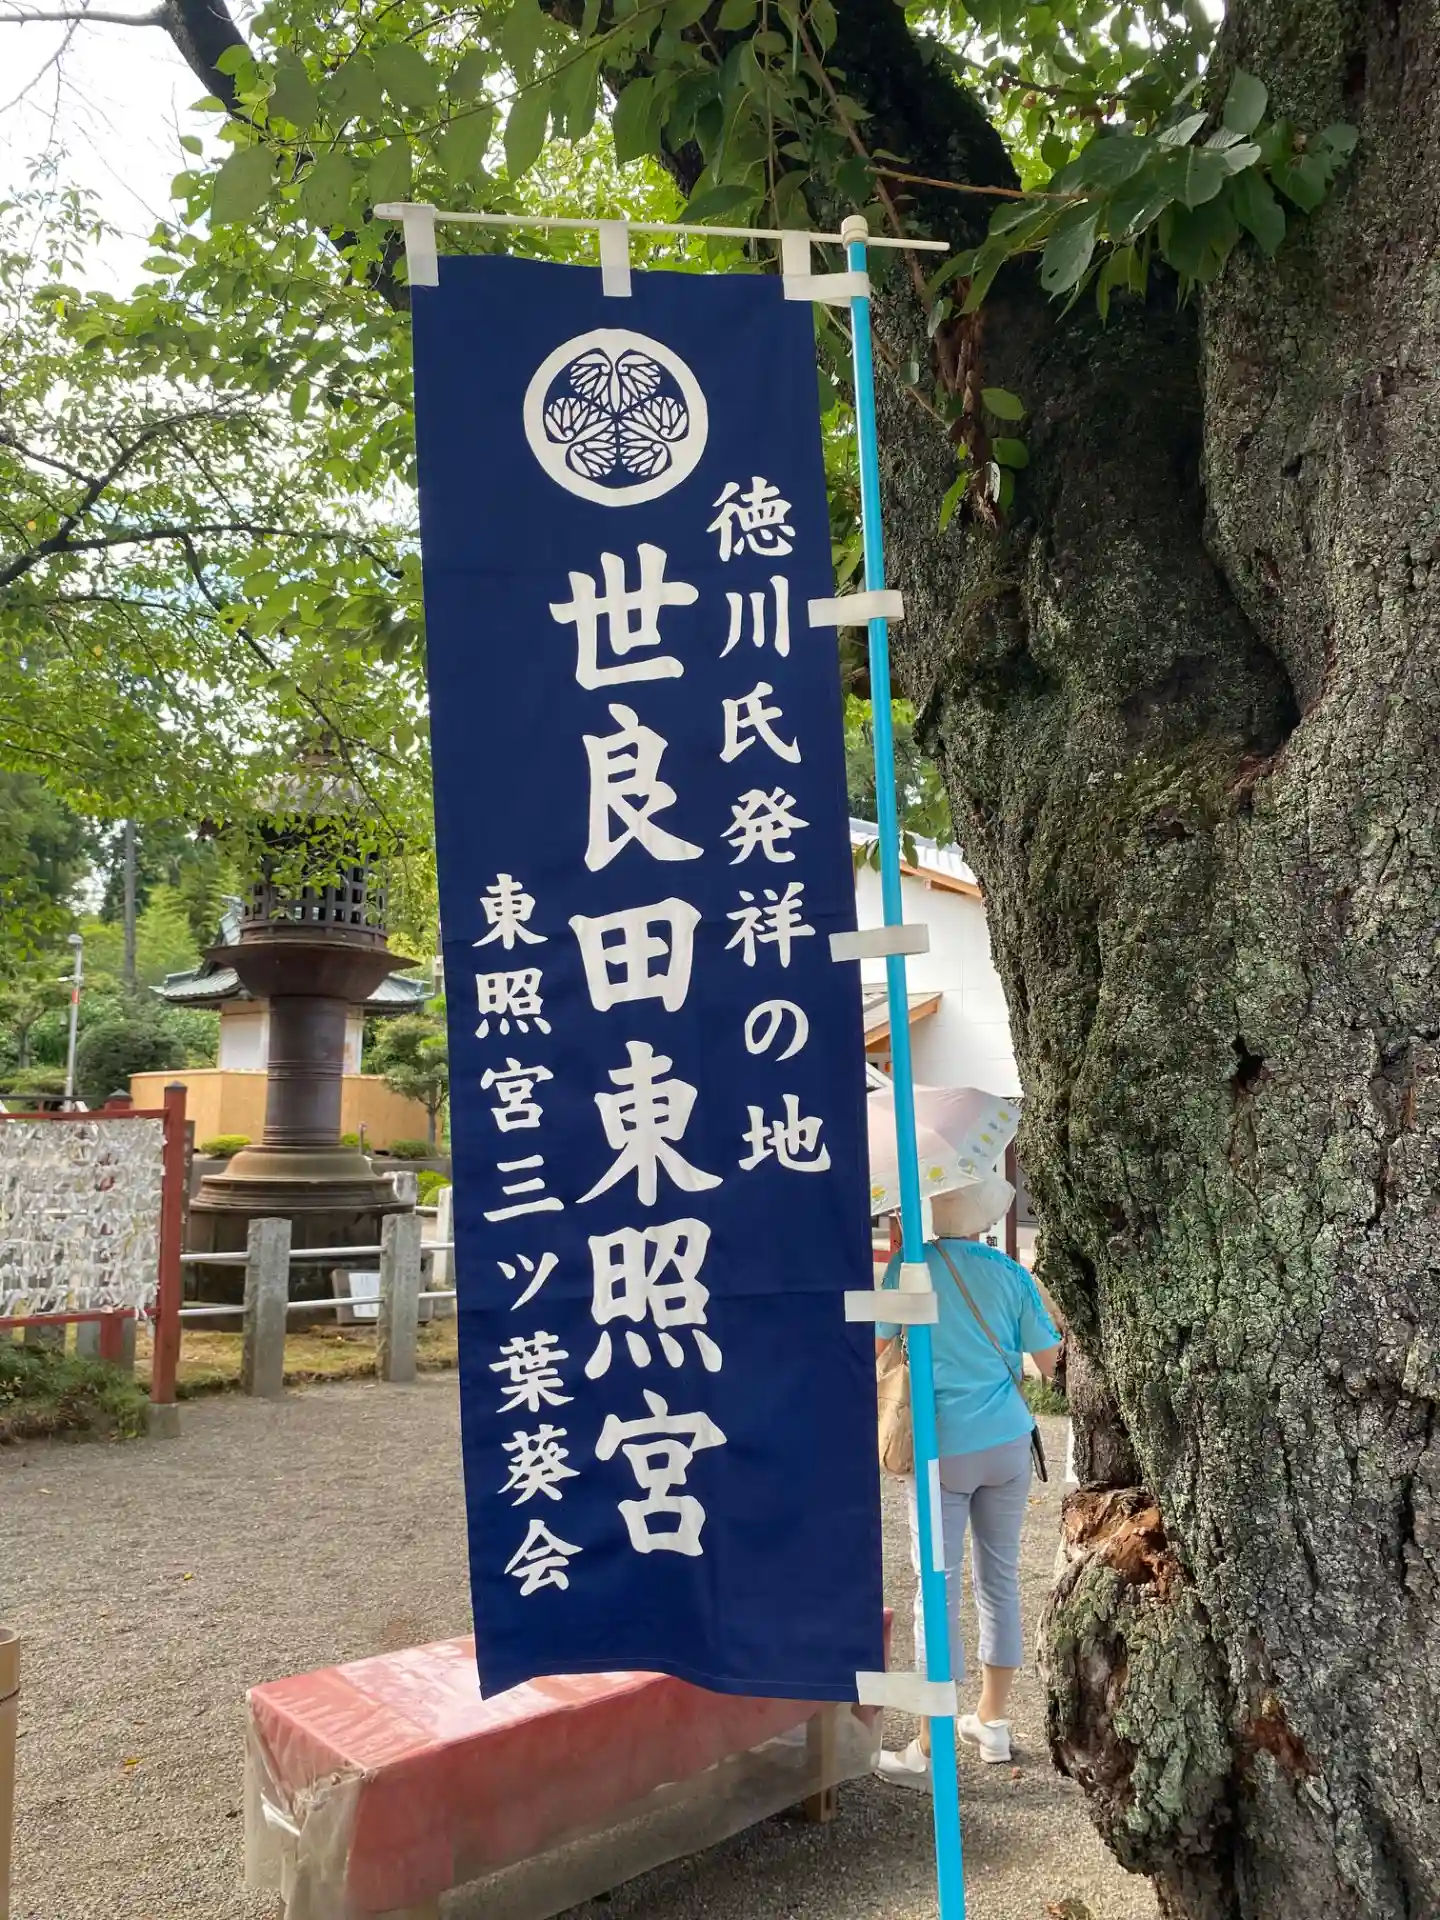 徳川氏発祥の地
世良田東照宮
東照宮三ツ葉葵会